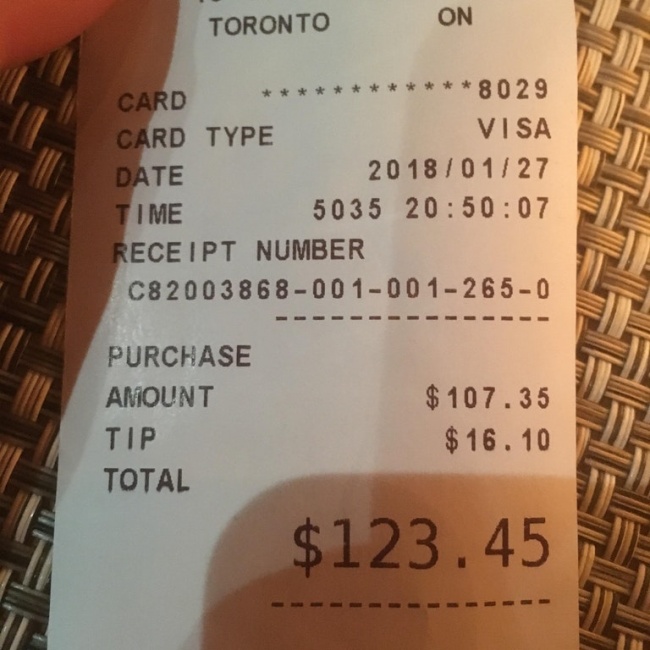 TORONTO ON
CARD ************8029
CARD TYPE VISA
DATE 2018/01/27
TIME 5035 20:50:07
RECEIPT NUMBER
C82003868-001-001-265-0
---------------
PURCHASE
AMOUNT $107.35
TIP $16.10
TOTAL
$123.45
---------------